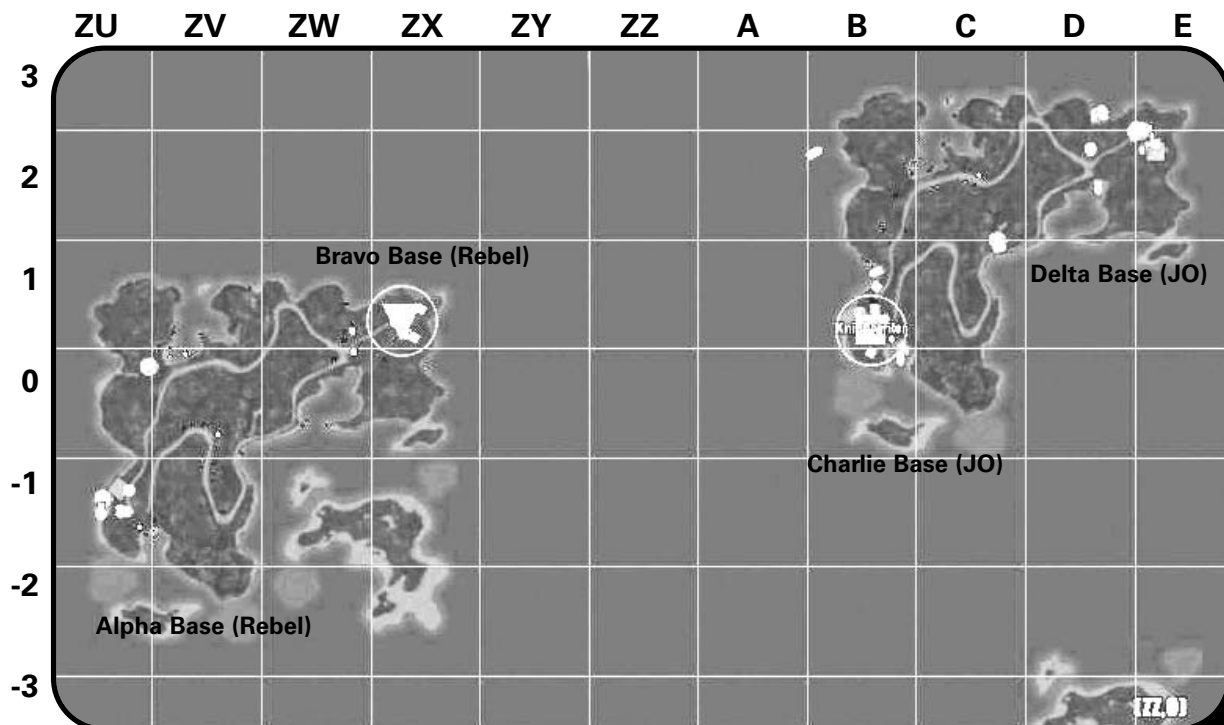 ZU ZV ZW ZX ZY ZZ A B C D E
3
2
Bravo Base (Rebel)
1
Delta Base (JO)
0
Charlie Base (JO)
-1
-2
Alpha Base (Rebel)
-3